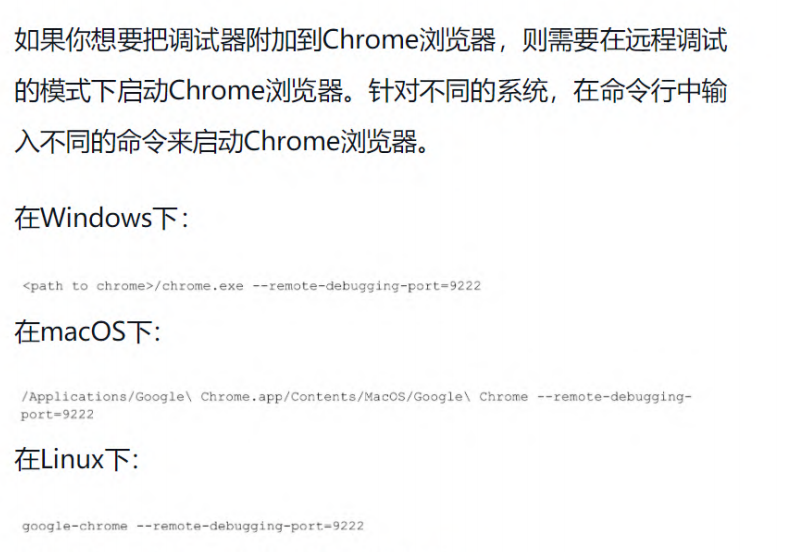 如果你想要把调试器附加到Chrome浏览器，则需要在远程调试
的模式下启动Chrome浏览器。针对不同的系统，在命令行中输
入不同的命令来启动Chrome浏览器。
在Windows下：
<path to chrome>/chrome.exe --remote-debugging-port=9222
在macOS下：
/Applications/Google\ Chrome.app/Contents/MacOS/Google\ Chrome --remote-debugging-
port=9222
在Linux下：
google-chrome --remote-debugging-port=9222